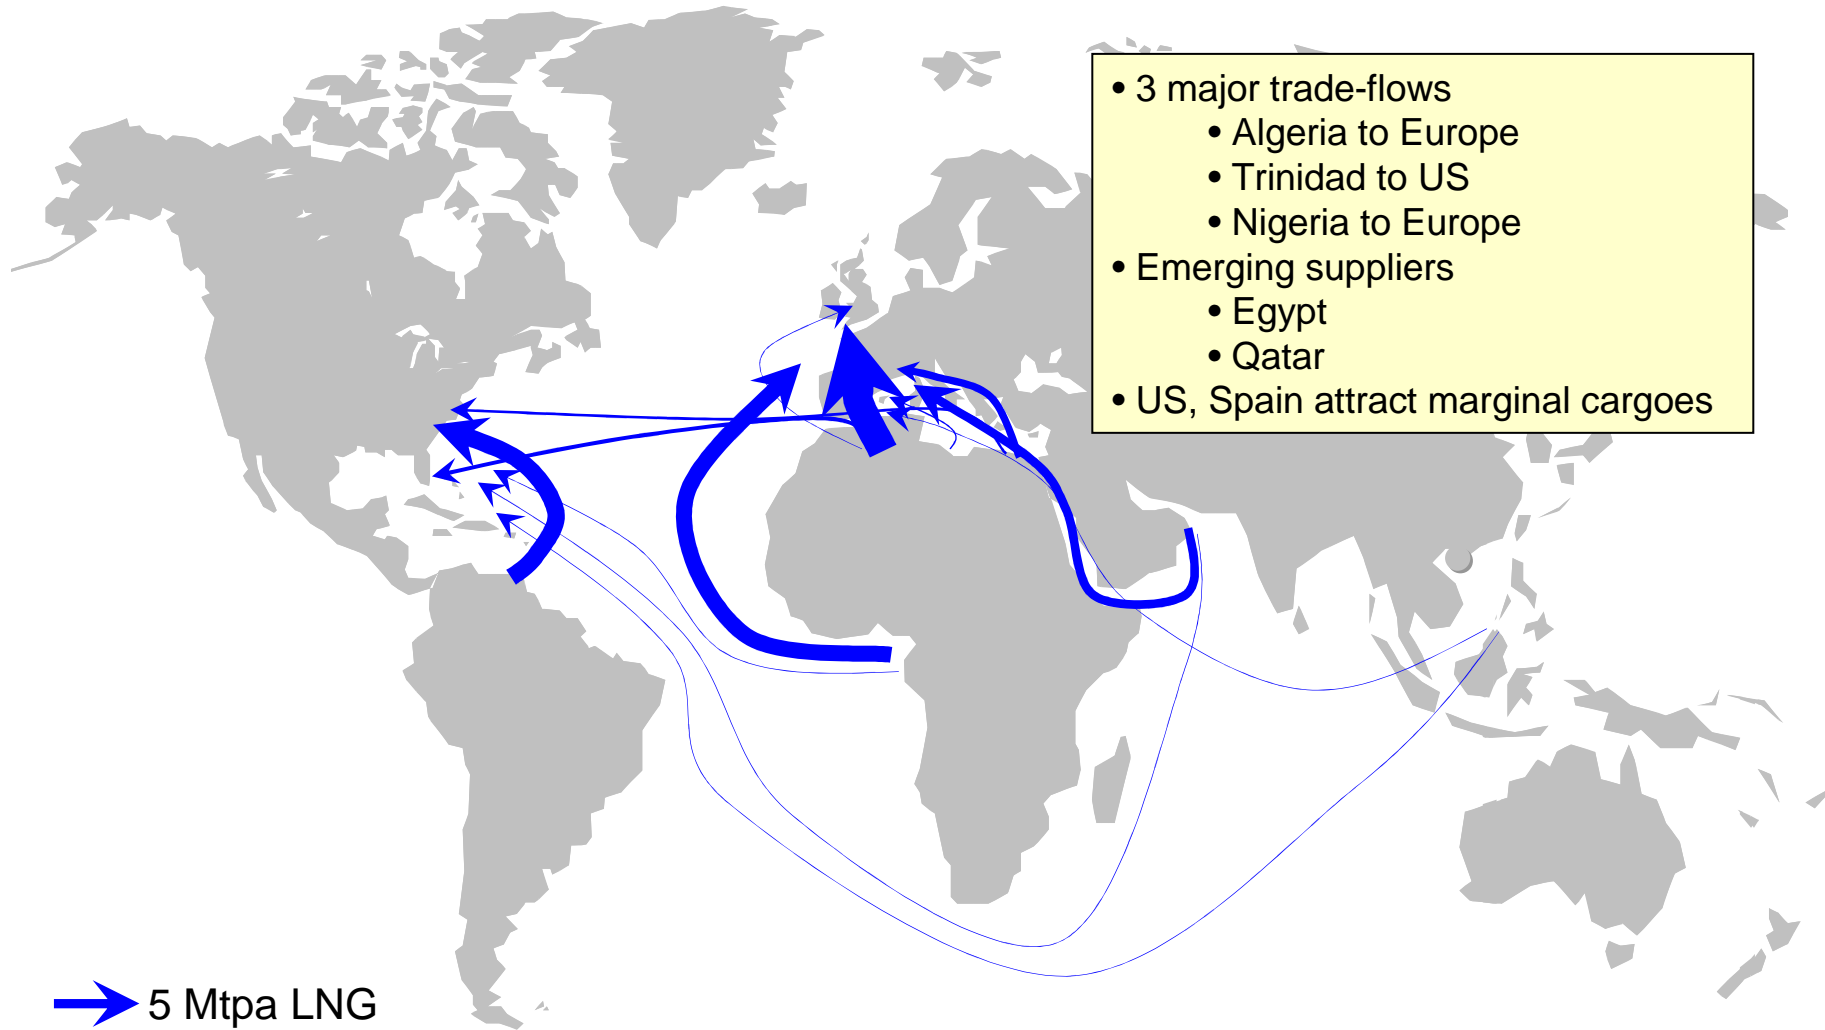 • 3 major trade-flows
• Algeria to Europe
• Trinidad to US
• Nigeria to Europe
• Emerging suppliers
• Egypt
• Qatar
• US, Spain attract marginal cargoes
5 Mtpa LNG